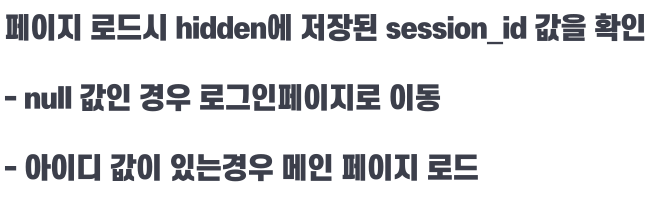 페이지 로드시 hidden에 저장된 session_id 값을 확인
- null 값인 경우 로그인페이지로 이동
- 아이디 값이 있는경우 메인 페이지 로드